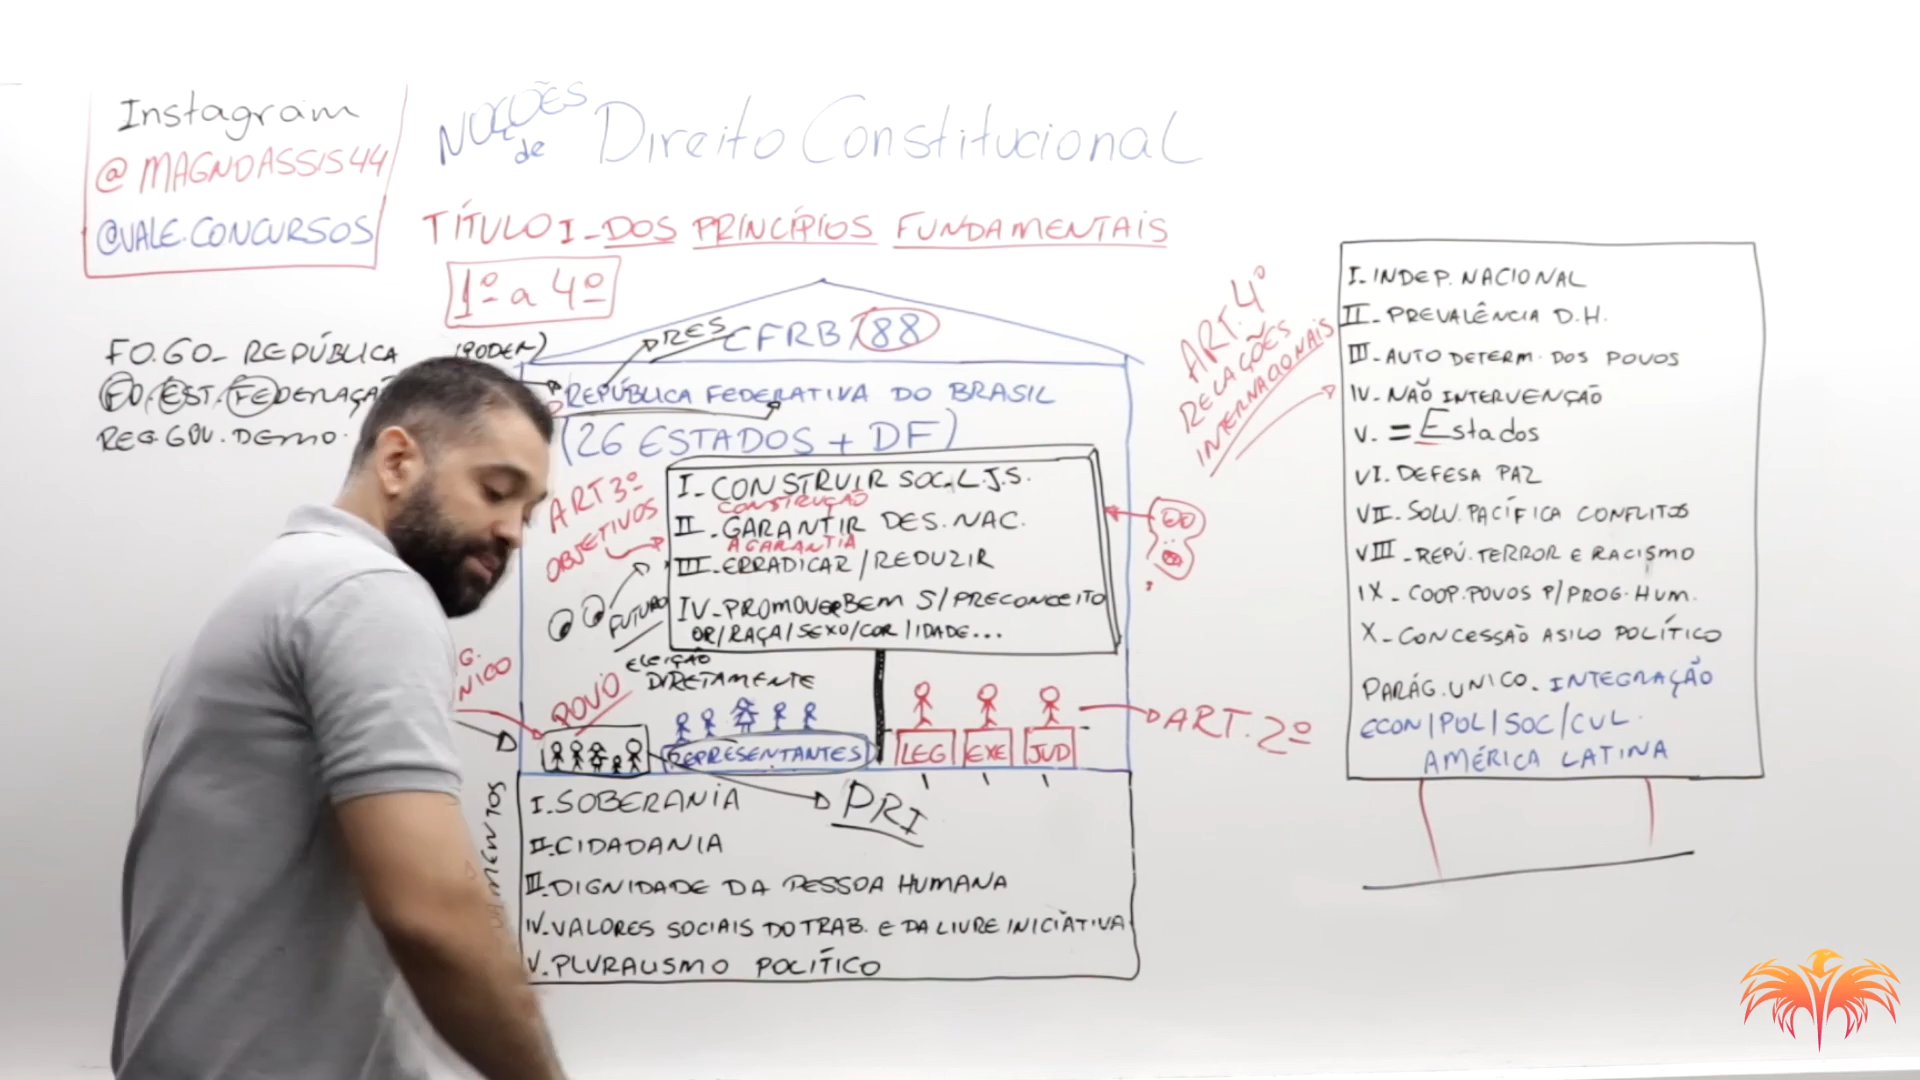 Instagram
@MAGNOASSIS44
@VALE.CONCURSOS
NOÇÕES
de
Direito Constitucional
TÍTULO I - DOS PRINCÍPIOS FUNDAMENTAIS
1º a 4º
FO.GO - REPÚBLICA (PODER)
FO.EST. FEDERAÇÃ
REG.GOV.DEMO.
PRES
CFRB/88
REPÚBLICA FEDERATIVA DO BRASIL
(26 ESTADOS + DF)
ART 3º
OBJETIVOS
I - CONSTRUIR SOC. L.J.S.
CONSTRUÇÃO
II - GARANTIR DES. NAC.
A GARANTIA
III - ERRADICAR / REDUZIR
IV - PROMOVER BEM S/ PRECONCEITO
OR/RAÇA/SEXO/COR/IDADE...
FUTURO
ELEIÇÃO
DIRETAMENTE
G.
NICO
POVO
REPRESENTANTES
LEG EXE JUD
ART. 2º
PRI
AMENTOS
I. SOBERANIA
II. CIDADANIA
III. DIGNIDADE DA PESSOA HUMANA
IV. VALORES SOCIAIS DO TRAB. E DA LIVRE INICIATIVA
V. PLURALISMO POLÍTICO
ART. 4º
RELAÇÕES
INTERNACIONAIS
I. INDEP. NACIONAL
II - PREVALÊNCIA D.H.
III - AUTO DETERM. DOS POVOS
IV - NÃO INTERVENÇÃO
V. = Estados
VI. DEFESA PAZ
VII - SOLU. PACÍFICA CONFLITOS
VIII - REPÚ. TERROR E RACISMO
IX - COOP. POVOS P/ PROG. HUM.
X - CONCESSÃO ASILO POLÍTICO
PARÁG. UNICO. INTEGRAÇÃO
ECON/POL/SOC/CUL.
AMÉRICA LATINA